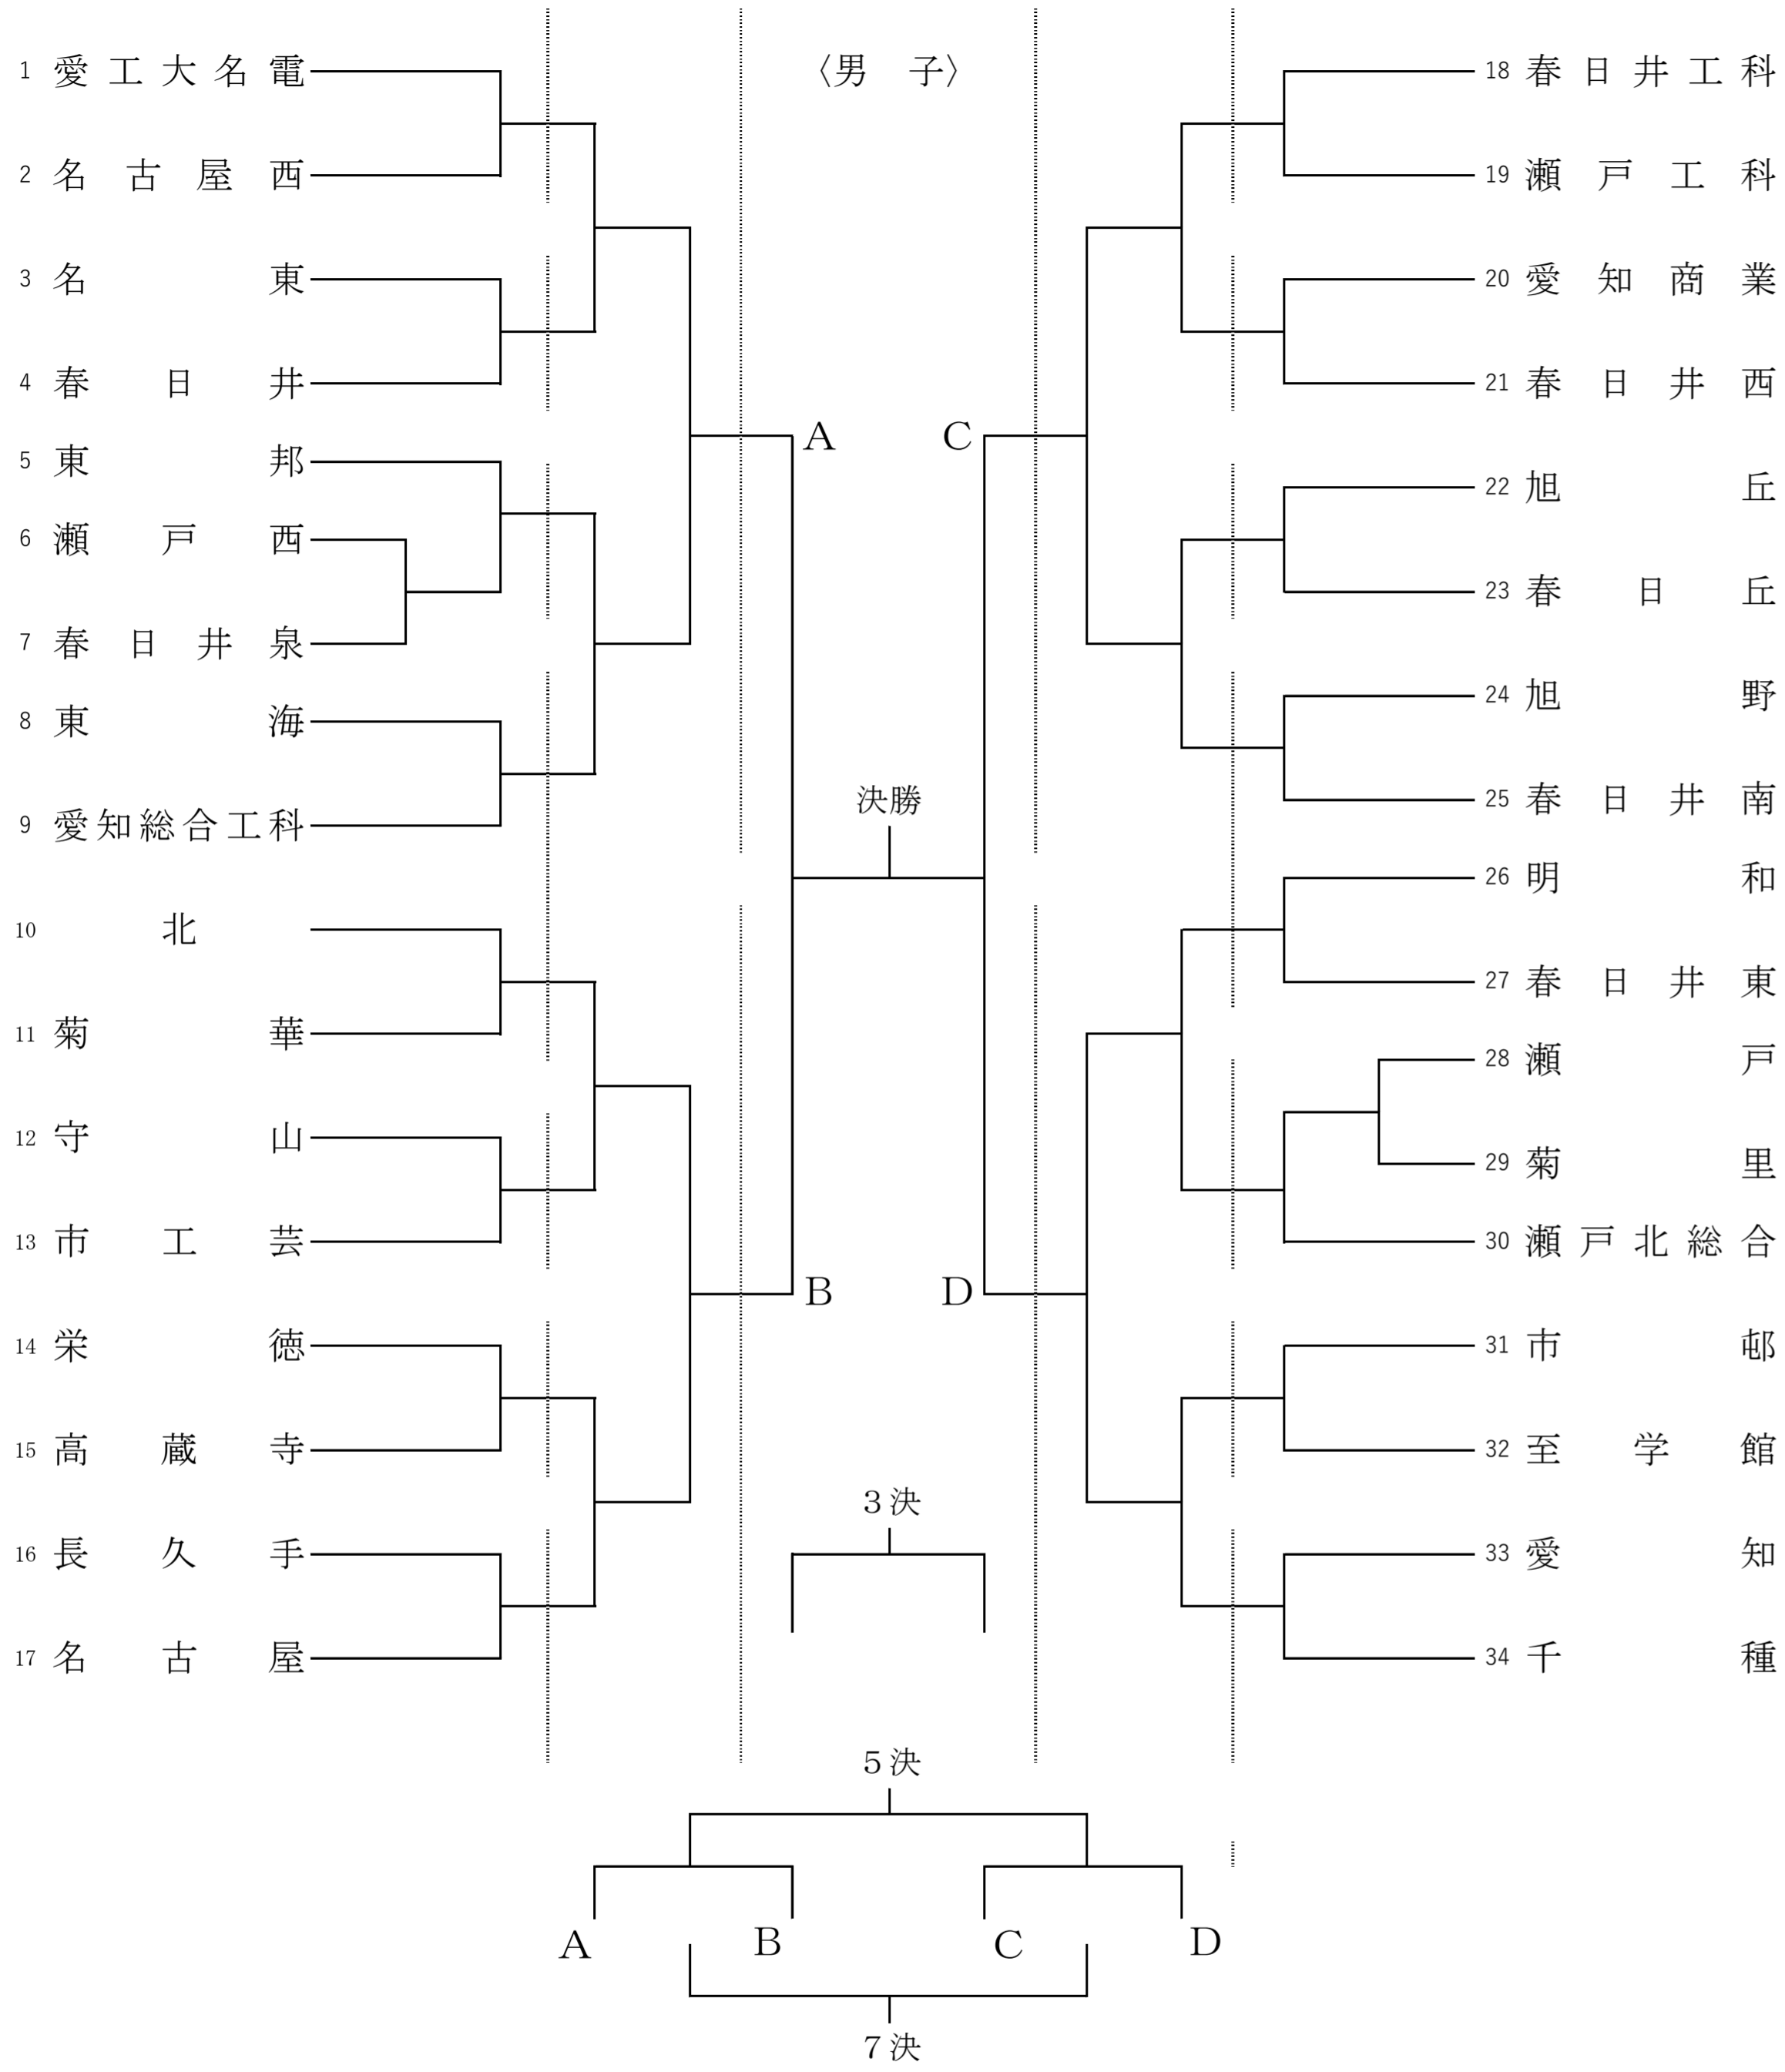 〈男　子〉
1 愛工大名電
2 名古屋西
3 名東
4 春日井
5 東邦
6 瀬戸西
7 春日井泉
8 東海
9 愛知総合工科
10 北
11 菊華
12 守山
13 市工芸
14 栄徳
15 高蔵寺
16 長久手
17 名古屋
A
B
決勝
C
D
3決
18 春日井工科
19 瀬戸工科
20 愛知商業
21 春日井西
22 旭丘
23 春日丘
24 旭野
25 春日井南
26 明和
27 春日井東
28 瀬戸
29 菊里
30 瀬戸北総合
31 市邨
32 至学館
33 愛知
34 千種
5決
A B C D
7決